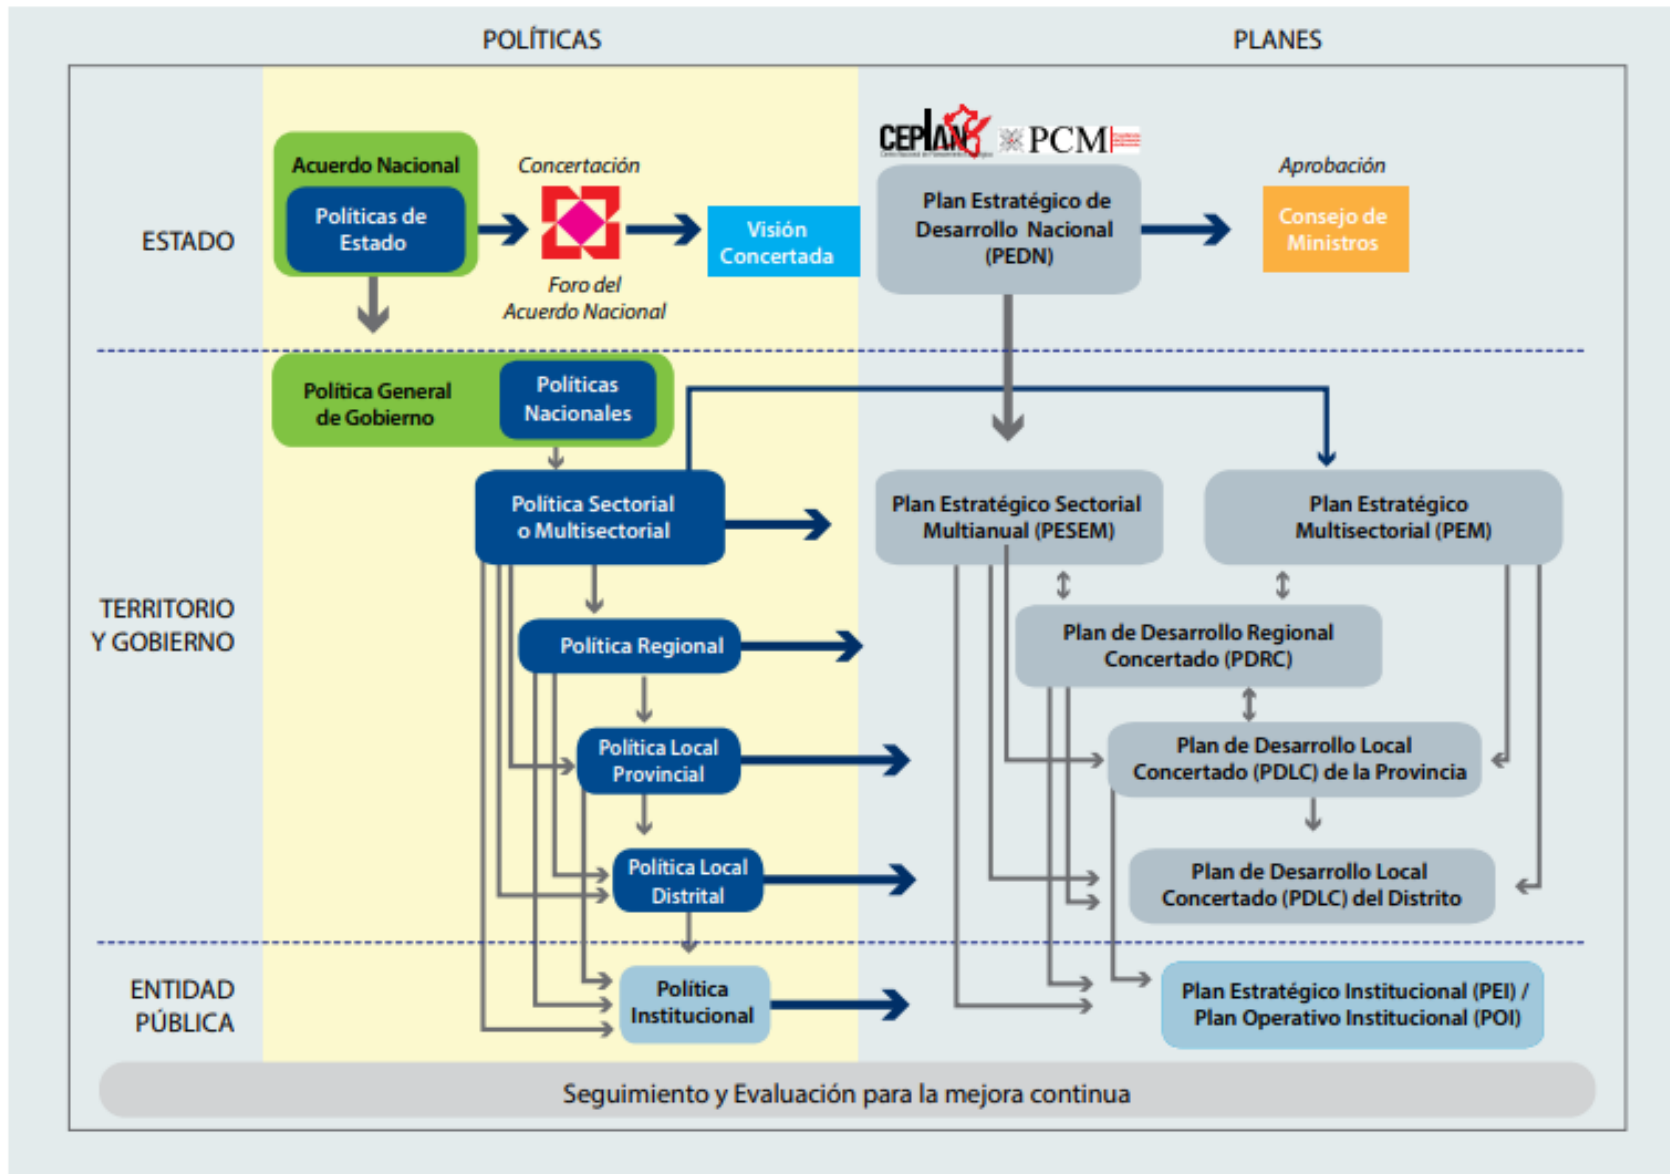 POLÍTICAS
PLANES
ESTADO
Acuerdo Nacional
Políticas de
Estado
Concertación
Foro del
Acuerdo Nacional
Visión
Concertada
CEPLAN
PCM
Plan Estratégico de
Desarrollo Nacional
(PEDN)
Aprobación
Consejo de
Ministros
TERRITORIO
Y GOBIERNO
Política General
de Gobierno
Políticas
Nacionales
Política Sectorial
o Multisectorial
Plan Estratégico Sectorial
Multianual (PESEM)
Plan Estratégico
Multisectorial (PEM)
Política Regional
Plan de Desarrollo Regional
Concertado (PDRC)
Política Local
Provincial
Plan de Desarrollo Local
Concertado (PDLC) de la Provincia
Política Local
Distrital
Plan de Desarrollo Local
Concertado (PDLC) del Distrito
ENTIDAD
PÚBLICA
Política
Institucional
Plan Estratégico Institucional (PEI) /
Plan Operativo Institucional (POI)
Seguimiento y Evaluación para la mejora continua